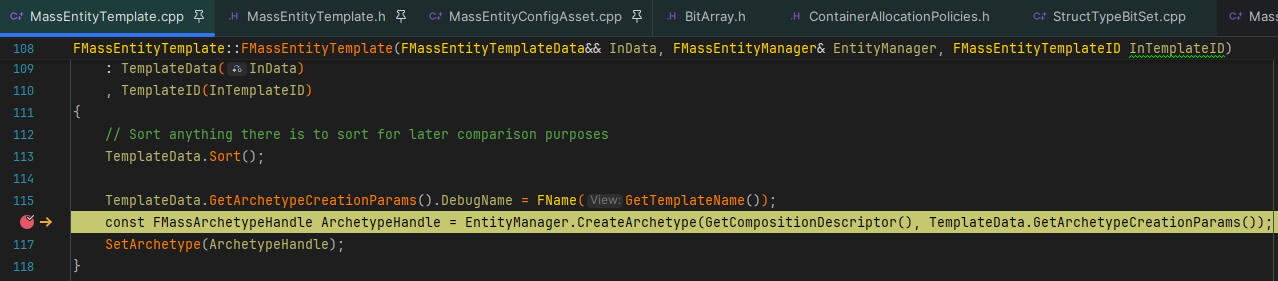 MassEntityTemplate.cpp MassEntityTemplate.h MassEntityConfigAsset.cpp BitArray.h ContainerAllocationPolicies.h StructTypeBitSet.cpp Mass
108 FMassEntityTemplate::FMassEntityTemplate(FMassEntityTemplateData&& InData, FMassEntityManager& EntityManager, FMassEntityTemplateID InTemplateID)
109 : TemplateData(InData)
110 , TemplateID(InTemplateID)
111 {
112 // Sort anything there is to sort for later comparison purposes
113 TemplateData.Sort();
114
115 TemplateData.GetArchetypeCreationParams().DebugName = FName(View:GetTemplateName());
const FMassArchetypeHandle ArchetypeHandle = EntityManager.CreateArchetype(GetCompositionDescriptor(), TemplateData.GetArchetypeCreationParams());
117 SetArchetype(ArchetypeHandle);
118 }